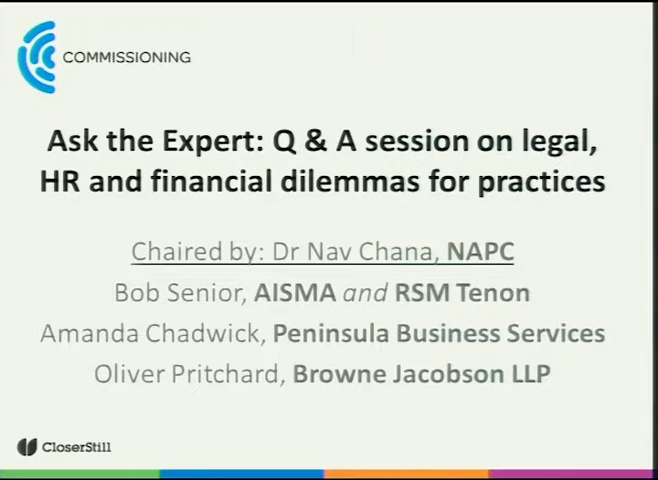 COMMISSIONING
Ask the Expert: Q & A session on legal,
HR and financial dilemmas for practices
Chaired by: Dr Nav Chana, NAPC
Bob Senior, AISMA and RSM Tenon
Amanda Chadwick, Peninsula Business Services
Oliver Pritchard, Browne Jacobson LLP
CloserStill